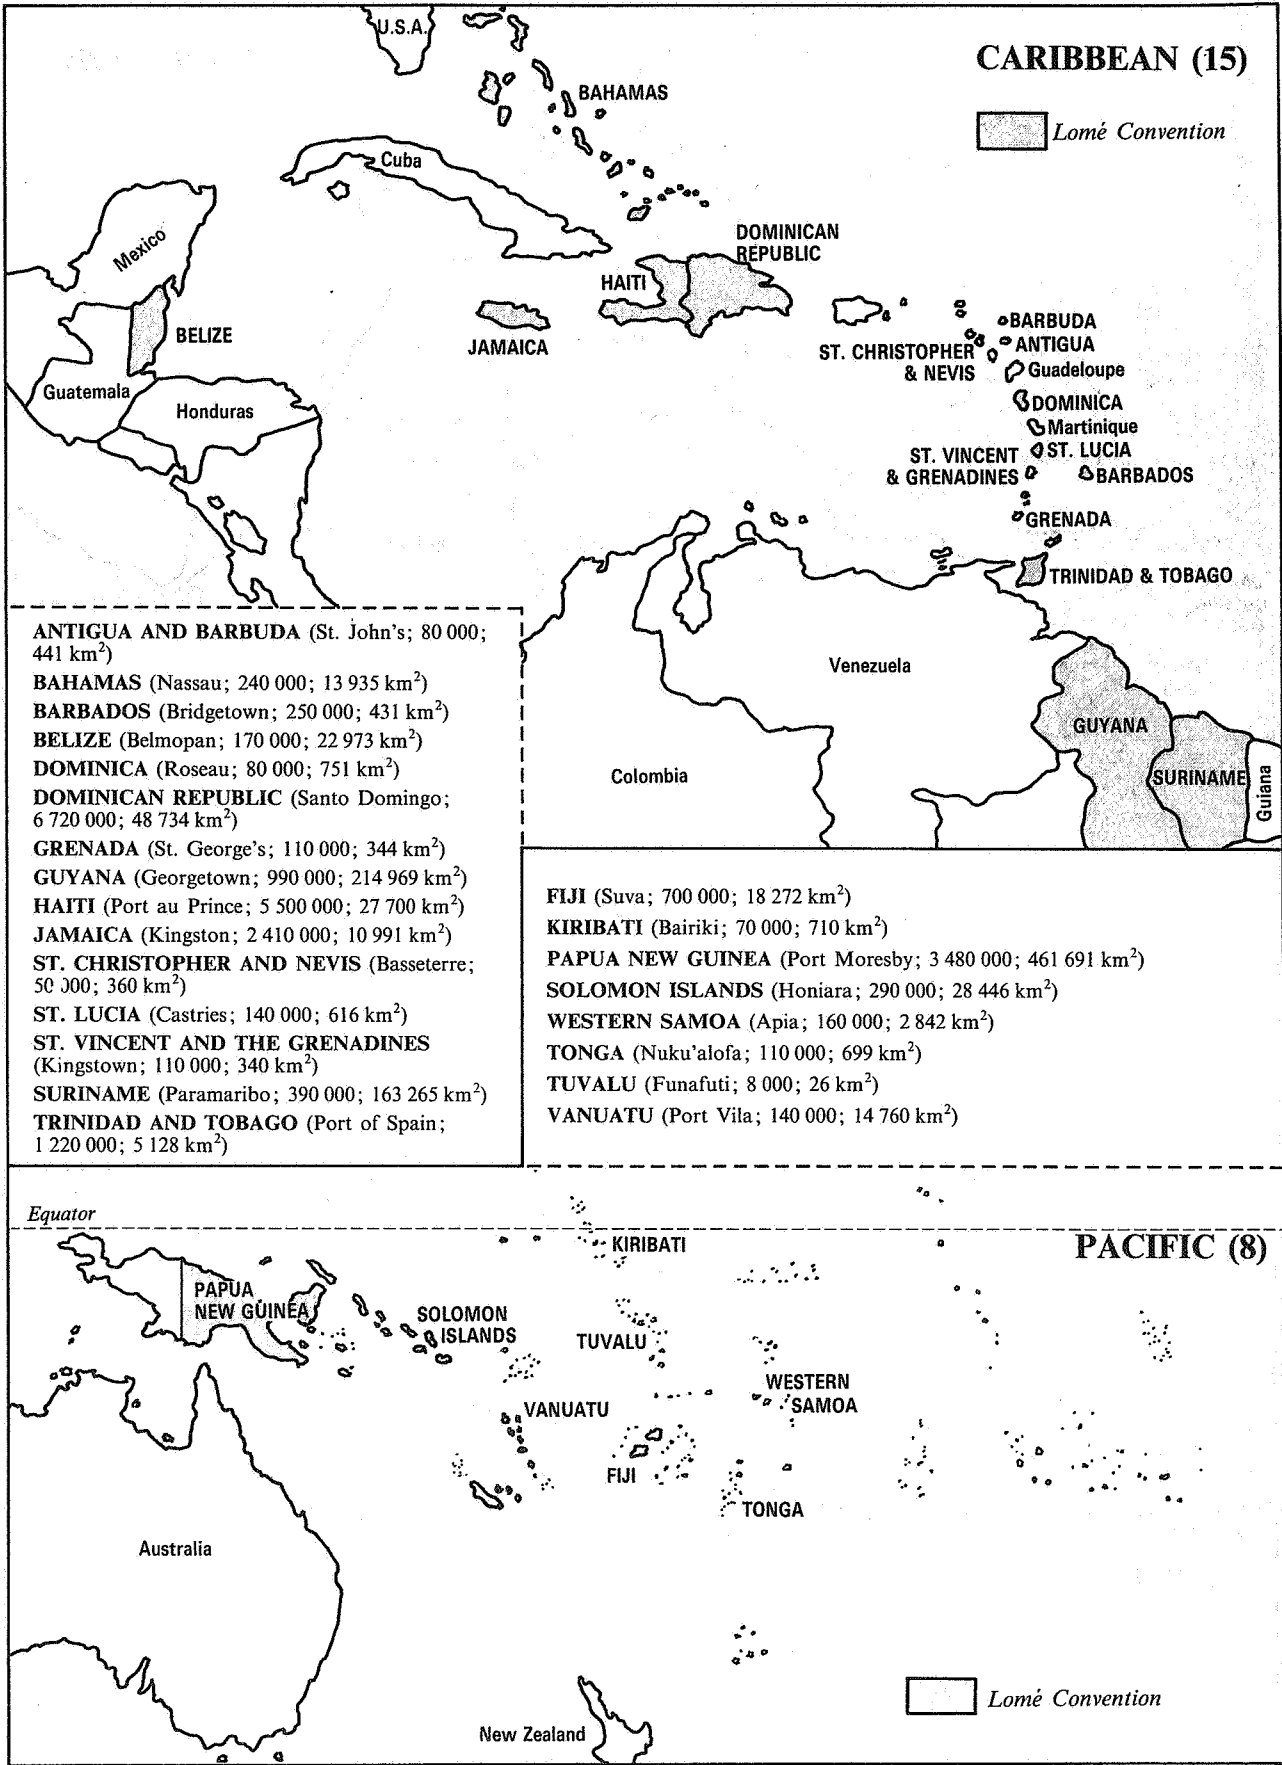 U.S.A.
CARIBBEAN (15)
BAHAMAS
Lomé Convention
Cuba
Mexico
DOMINICAN
REPUBLIC
HAITI
BELIZE
JAMAICA
BARBUDA
ANTIGUA
ST. CHRISTOPHER
& NEVIS
Guadeloupe
Guatemala
Honduras
DOMINICA
Martinique
ST. LUCIA
ST. VINCENT
& GRENADINES
BARBADOS
GRENADA
TRINIDAD & TOBAGO
Venezuela
GUYANA
Colombia
SURINAME
Guiana
ANTIGUA AND BARBUDA (St. John's; 80 000;
441 km²)
BAHAMAS (Nassau; 240 000; 13 935 km²)
BARBADOS (Bridgetown; 250 000; 431 km²)
BELIZE (Belmopan; 170 000; 22 973 km²)
DOMINICA (Roseau; 80 000; 751 km²)
DOMINICAN REPUBLIC (Santo Domingo;
6 720 000; 48 734 km²)
GRENADA (St. George's; 110 000; 344 km²)
GUYANA (Georgetown; 990 000; 214 969 km²)
HAITI (Port au Prince; 5 500 000; 27 700 km²)
JAMAICA (Kingston; 2 410 000; 10 991 km²)
ST. CHRISTOPHER AND NEVIS (Basseterre;
50 000; 360 km²)
ST. LUCIA (Castries; 140 000; 616 km²)
ST. VINCENT AND THE GRENADINES
(Kingstown; 110 000; 340 km²)
SURINAME (Paramaribo; 390 000; 163 265 km²)
TRINIDAD AND TOBAGO (Port of Spain;
1 220 000; 5 128 km²)
FIJI (Suva; 700 000; 18 272 km²)
KIRIBATI (Bairiki; 70 000; 710 km²)
PAPUA NEW GUINEA (Port Moresby; 3 480 000; 461 691 km²)
SOLOMON ISLANDS (Honiara; 290 000; 28 446 km²)
WESTERN SAMOA (Apia; 160 000; 2 842 km²)
TONGA (Nuku'alofa; 110 000; 699 km²)
TUVALU (Funafuti; 8 000; 26 km²)
VANUATU (Port Vila; 140 000; 14 760 km²)
Equator
PACIFIC (8)
KIRIBATI
PAPUA
NEW GUINEA
SOLOMON
ISLANDS
TUVALU
WESTERN
SAMOA
VANUATU
FIJI
TONGA
Australia
Lomé Convention
New Zealand